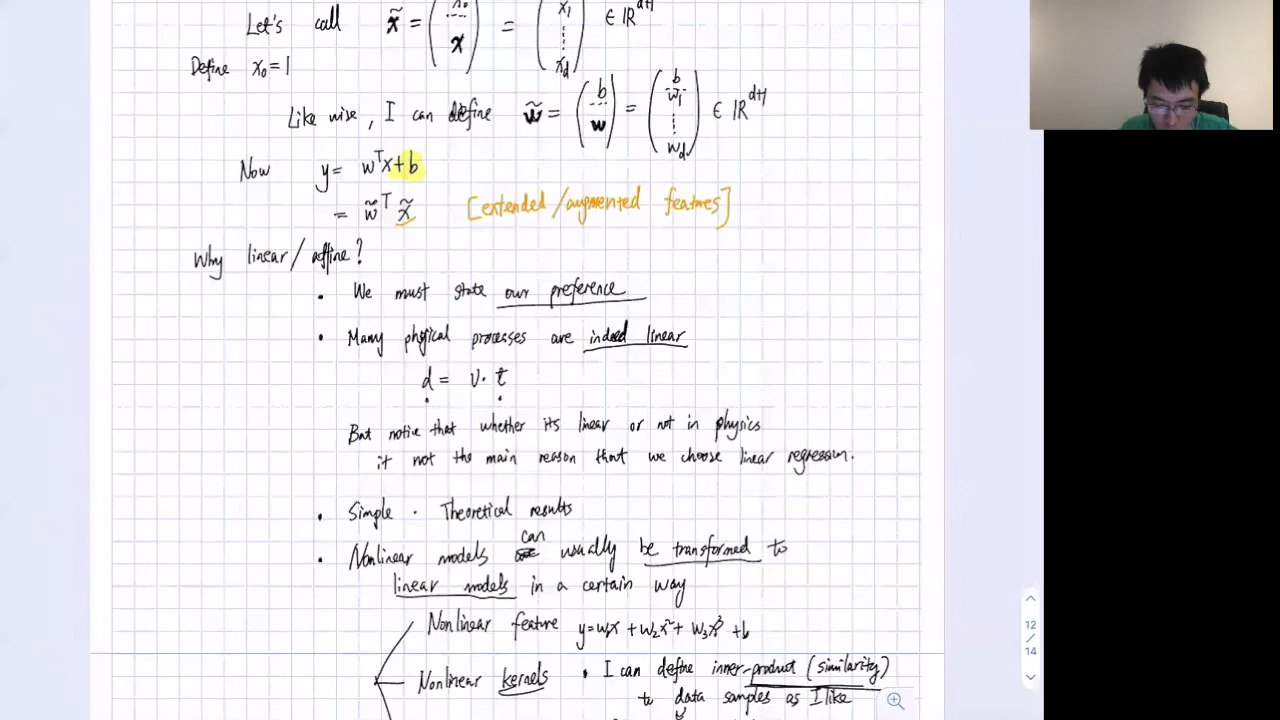 Let's call x̃ = (x₀ x) = (x₁ ⋮ x_d) ∈ ℝ^{d+1}
Define x₀ = 1
Like wise, I can define w̃ = (b w) = (b w₁ ⋮ w_d) ∈ ℝ^{d+1}
Now y = wᵀx + b
= w̃ᵀ x̃ [extended/augmented features]
Why linear/affine?
• We must state our preference
• Many physical processes are indeed linear
d = v · t
But notice that whether its linear or not in physics
it not the main reason that we choose linear regression.
• Simple · Theoretical results
• Nonlinear models can usually be transformed to
linear models in a certain way
Nonlinear feature y = w₁x + w₂x² + w₃x³ + b
Nonlinear kernels • I can define inner-product (similarity)
to data samples as I like
12
/
14